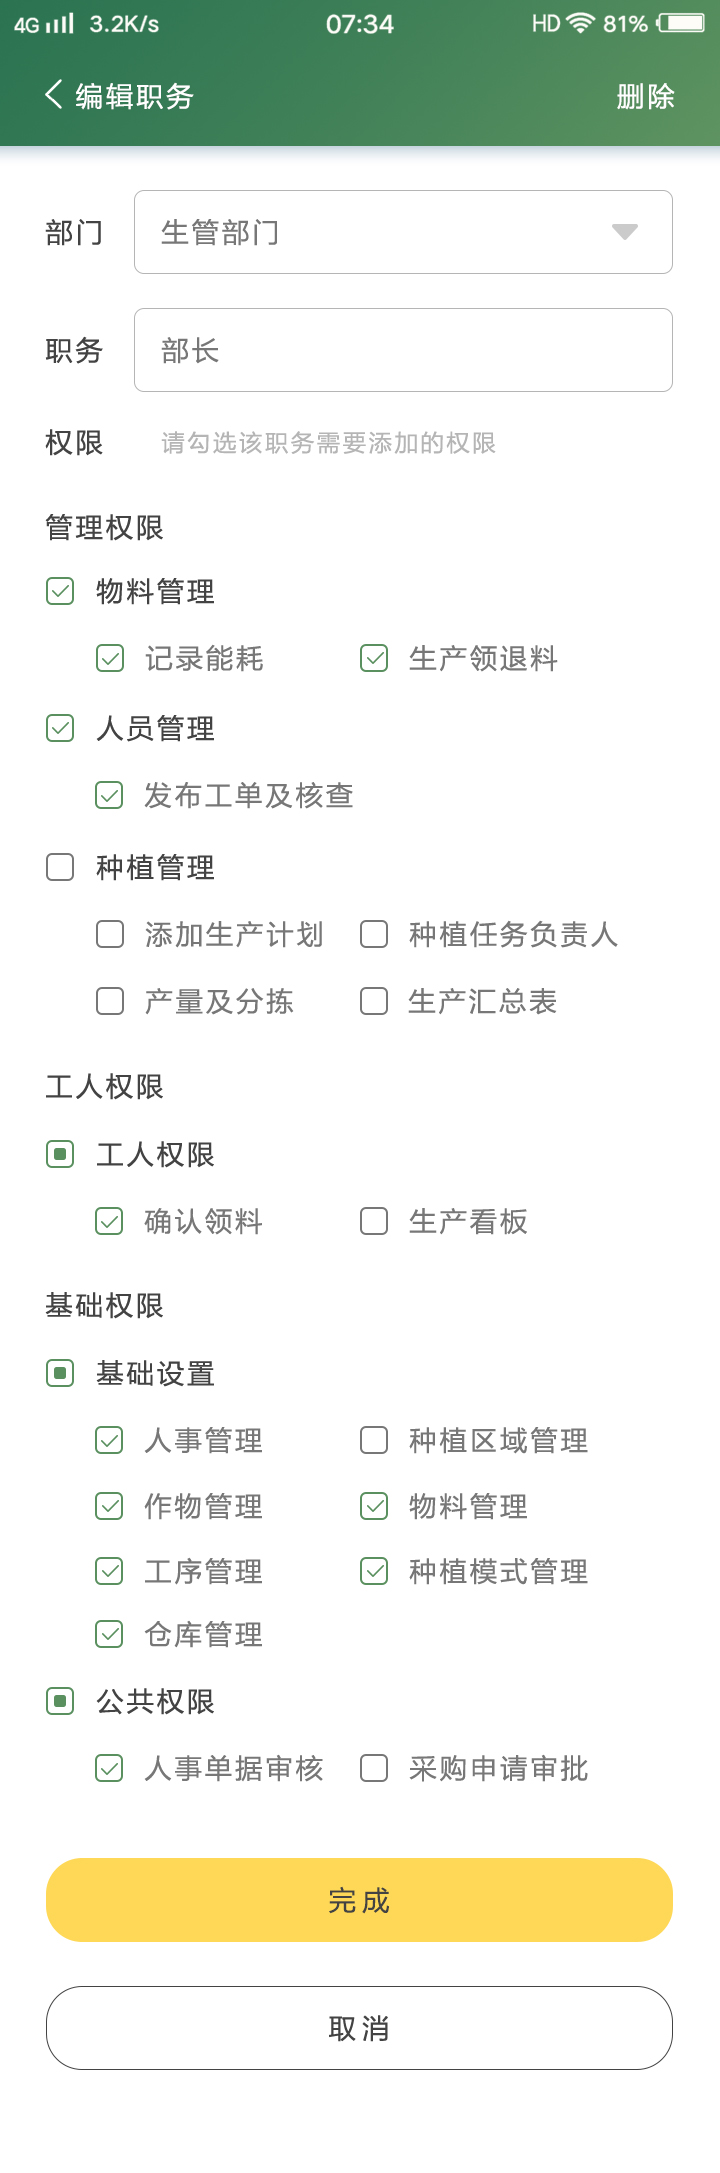 4G 3.2K/s 07:34 HD 81%
编辑职务 删除
部门 生管部门
职务 部长
权限 请勾选该职务需要添加的权限
管理权限
物料管理
记录能耗 生产领退料
人员管理
发布工单及核查
种植管理
添加生产计划 种植任务负责人
产量及分拣 生产汇总表
工人权限
工人权限
确认领料 生产看板
基础权限
基础设置
人事管理 种植区域管理
作物管理 物料管理
工序管理 种植模式管理
仓库管理
公共权限
人事单据审核 采购申请审批
完成
取消